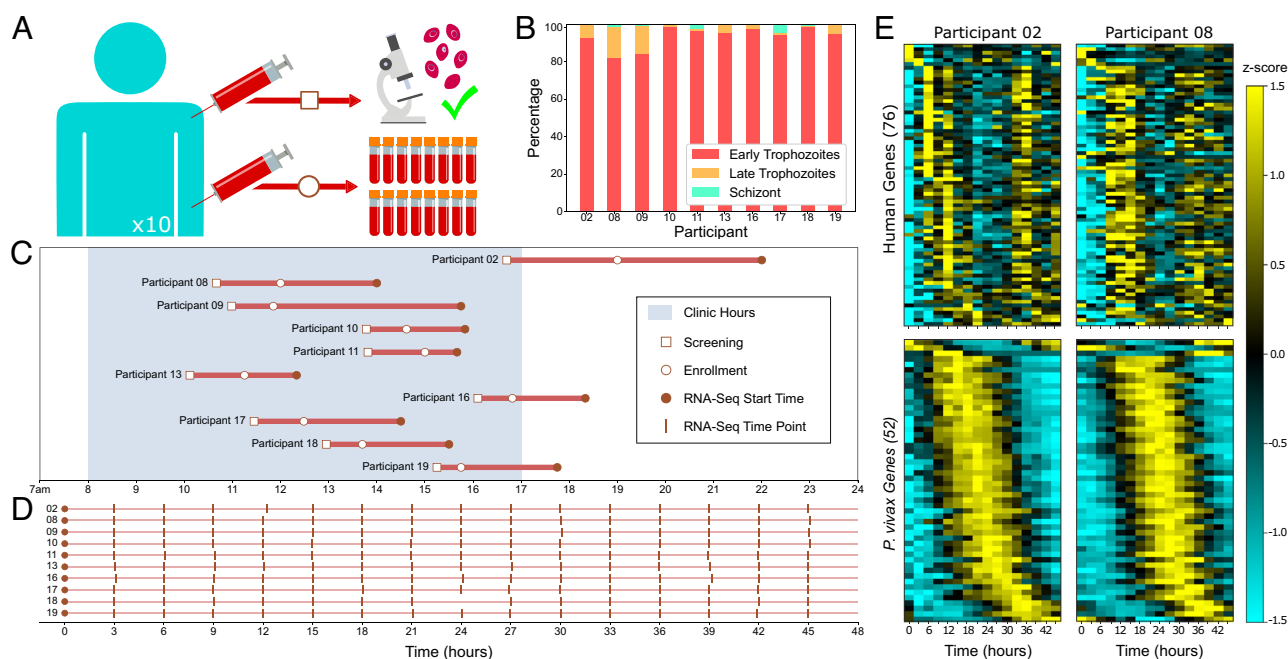 A
x10
B
Percentage
100
80
60
40
20
0
Early Trophozoites
Late Trophozoites
Schizont
02 08 09 10 11 13 16 17 18 19
Participant
C
Participant 02
Participant 08
Participant 09
Participant 10
Participant 11
Participant 13
Participant 16
Participant 17
Participant 18
Participant 19
Clinic Hours
Screening
Enrollment
RNA-Seq Start Time
RNA-Seq Time Point
7am 8 9 10 11 12 13 14 15 16 17 18 19 20 21 22 23 24
D
02
08
09
10
11
13
16
17
18
19
0 3 6 9 12 15 18 21 24 27 30 33 36 39 42 45 48
Time (hours)
E
Participant 02 Participant 08
Human Genes (76)
P. vivax Genes (52)
0 6 12 18 24 30 36 42 0 6 12 18 24 30 36 42
Time (hours) Time (hours)
z-score
1.5
1.0
0.5
0.0
-0.5
-1.0
-1.5